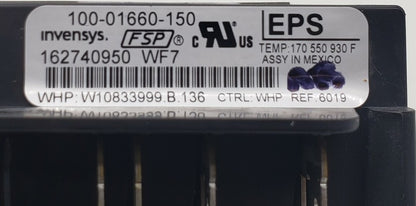 100-01660-150
EPS
invensys. FSP® c RU US
TEMP:170 550 930 F
162740950 WF7
ASSY IN MEXICO
WHP: W10833999.B.136 CTRL: WHP REF: 6019